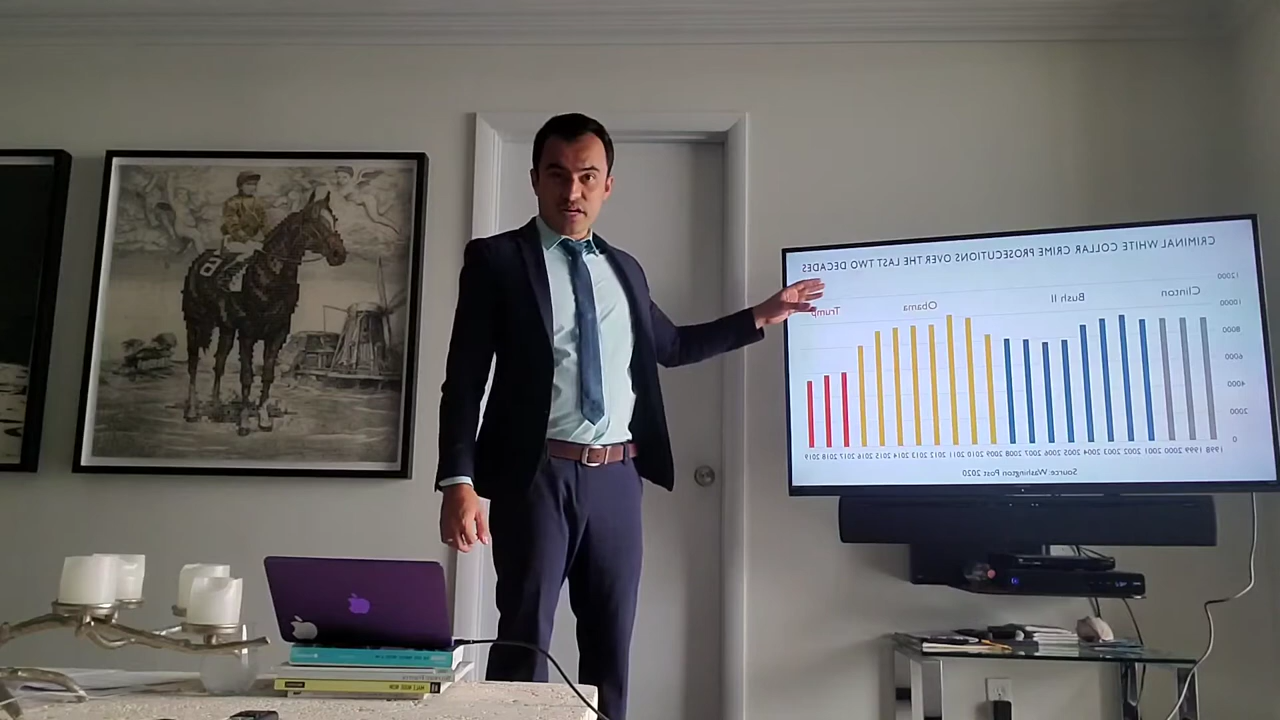 CRIMINAL WHITE COLLAR CRIME PROSECUTIONS OVER THE LAST TWO DECADES
12000
10000
8000
6000
4000
2000
0
Clinton
Bush II
Obama
Trump
1998 1999 2000 2001 2002 2003 2004 2005 2006 2007 2008 2009 2010 2011 2012 2013 2014 2015 2016 2017 2018 2019
Source: Washington Post 2020